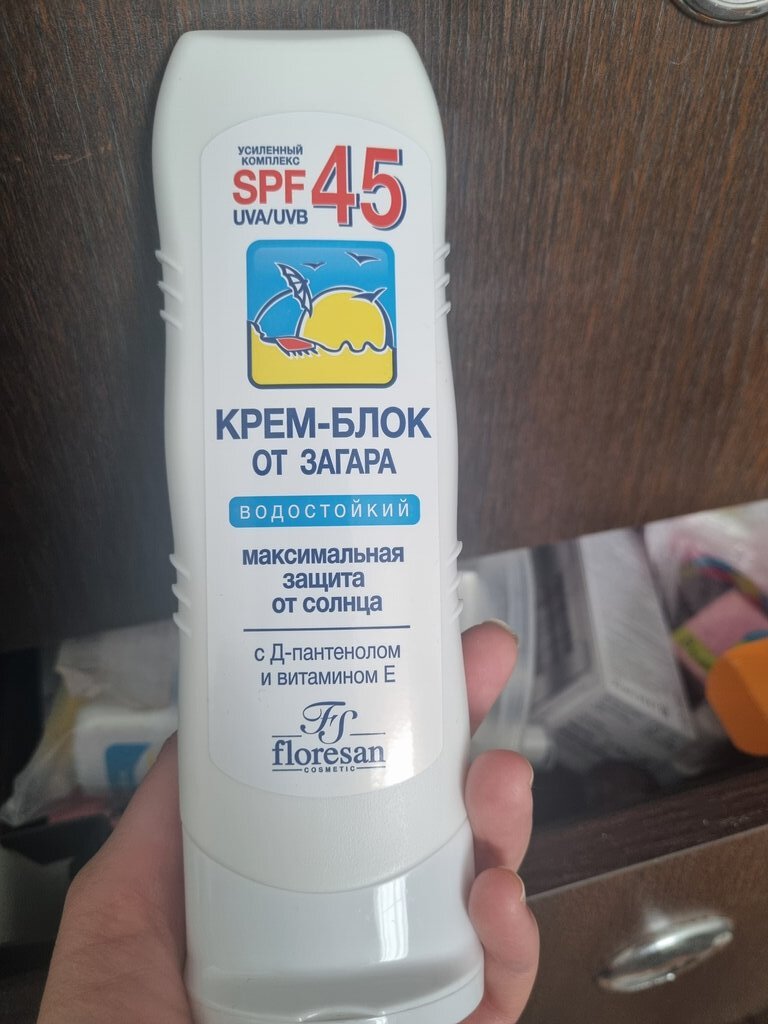 УСИЛЕННЫЙ
КОМПЛЕКС
SPF 45
UVA/UVB
КРЕМ-БЛОК
ОТ ЗАГАРА
ВОДОСТОЙКИЙ
максимальная
защита
от солнца
с Д-пантенолом
и витамином Е
FS
floresan
COSMETIC